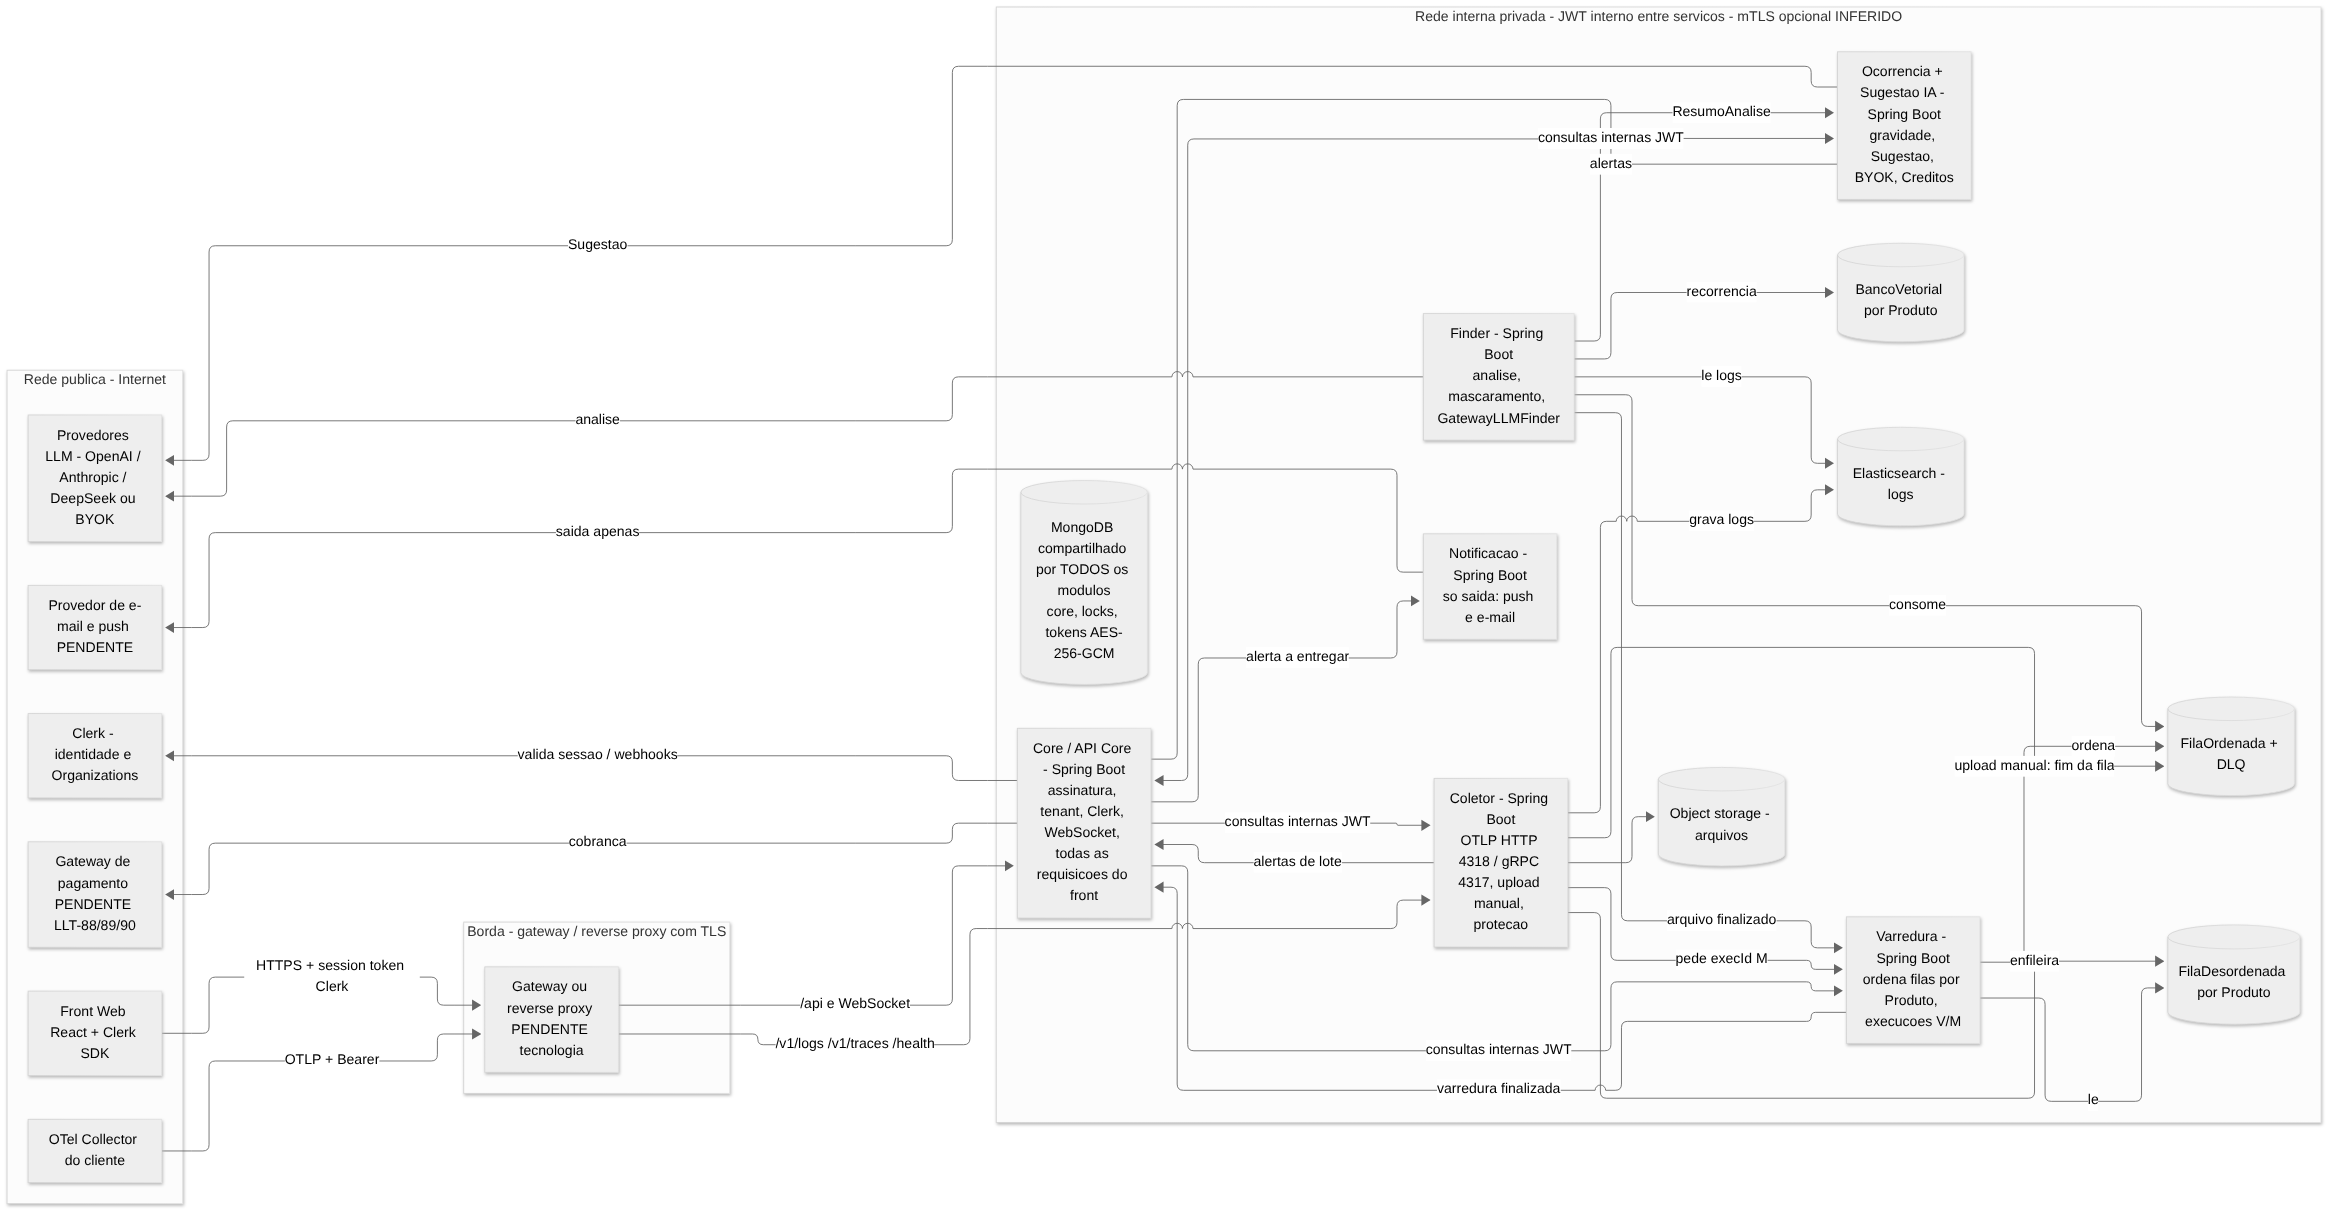 Rede interna privada - JWT interno entre servicos - mTLS opcional INFERIDO
Ocorrencia +
Sugestao IA -
Spring Boot
gravidade,
Sugestao,
BYOK, Creditos
ResumoAnalise
consultas internas JWT
alertas
Sugestao
BancoVetorial
por Produto
recorrencia
Finder - Spring
Boot
analise,
mascaramento,
GatewayLLMFinder
le logs
analise
Rede publica - Internet
Provedores
LLM - OpenAI /
Anthropic /
DeepSeek ou
BYOK
Elasticsearch -
logs
grava logs
saida apenas
MongoDB
compartilhado
por TODOS os
modulos
core, locks,
tokens AES-
256-GCM
Notificacao -
Spring Boot
so saida: push
e e-mail
consome
Provedor de e-
mail e push
PENDENTE
alerta a entregar
Clerk -
identidade e
Organizations
valida sessao / webhooks
Core / API Core
- Spring Boot
assinatura,
tenant, Clerk,
WebSocket,
todas as
requisicoes do
front
ordena
upload manual: fim da fila
FilaOrdenada +
DLQ
Coletor - Spring
Boot
OTLP HTTP
4318 / gRPC
4317, upload
manual,
protecao
Object storage -
arquivos
consultas internas JWT
alertas de lote
cobranca
Gateway de
pagamento
PENDENTE
LLT-88/89/90
arquivo finalizado
pede execId M
Varredura -
Spring Boot
ordena filas por
Produto,
execucoes V/M
enfileira
FilaDesordenada
por Produto
Borda - gateway / reverse proxy com TLS
HTTPS + session token
Clerk
Gateway ou
reverse proxy
PENDENTE
tecnologia
/api e WebSocket
/v1/logs /v1/traces /health
Front Web
React + Clerk
SDK
OTLP + Bearer
consultas internas JWT
varredura finalizada
le
OTel Collector
do cliente